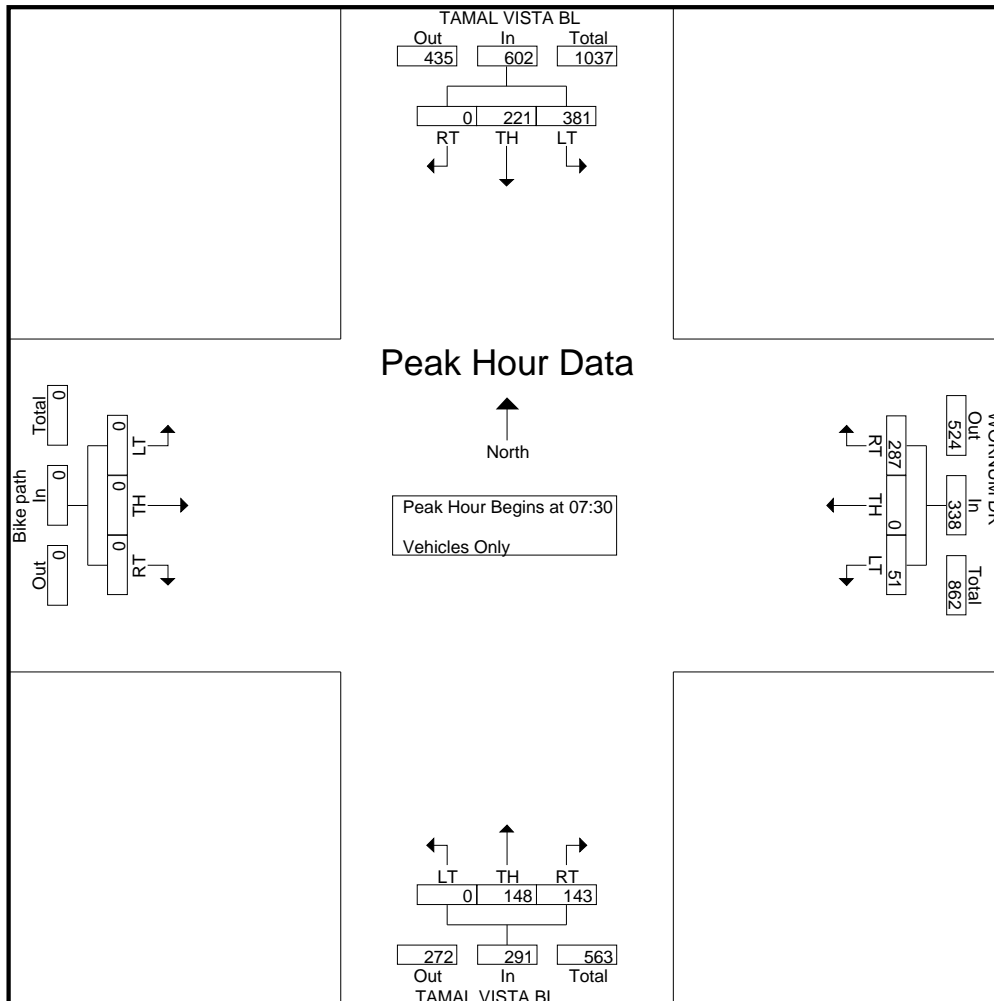 TAMAL VISTA BL
Out In Total
435 602 1037
0 221 381
RT TH LT
Peak Hour Data
North
Peak Hour Begins at 07:30
Vehicles Only
Bike path
Total In Out
0 0 0
0 0 0
LT TH RT
WORNUM DR
Out In Total
524 338 862
287 0 51
RT TH LT
LT TH RT
0 148 143
272 291 563
Out In Total
TAMAL VISTA BL